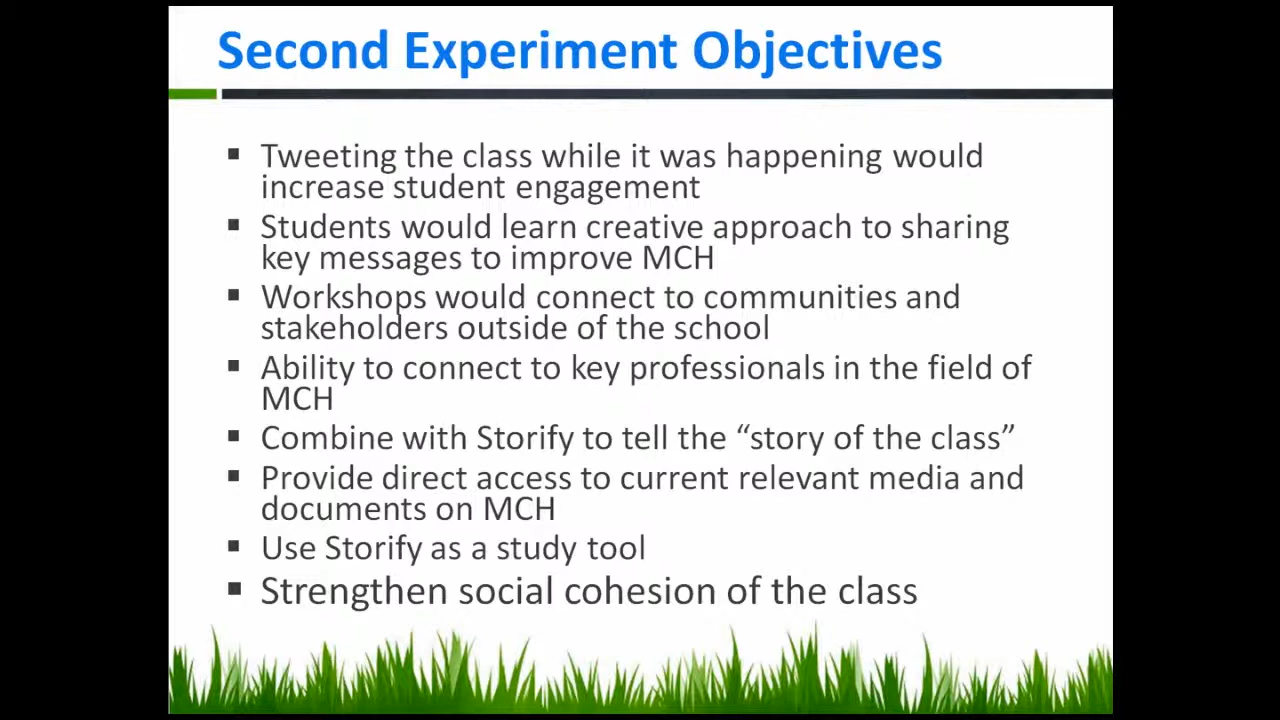 Second Experiment Objectives
▪ Tweeting the class while it was happening would
increase student engagement
▪ Students would learn creative approach to sharing
key messages to improve MCH
▪ Workshops would connect to communities and
stakeholders outside of the school
▪ Ability to connect to key professionals in the field of
MCH
▪ Combine with Storify to tell the “story of the class”
▪ Provide direct access to current relevant media and
documents on MCH
▪ Use Storify as a study tool
▪ Strengthen social cohesion of the class